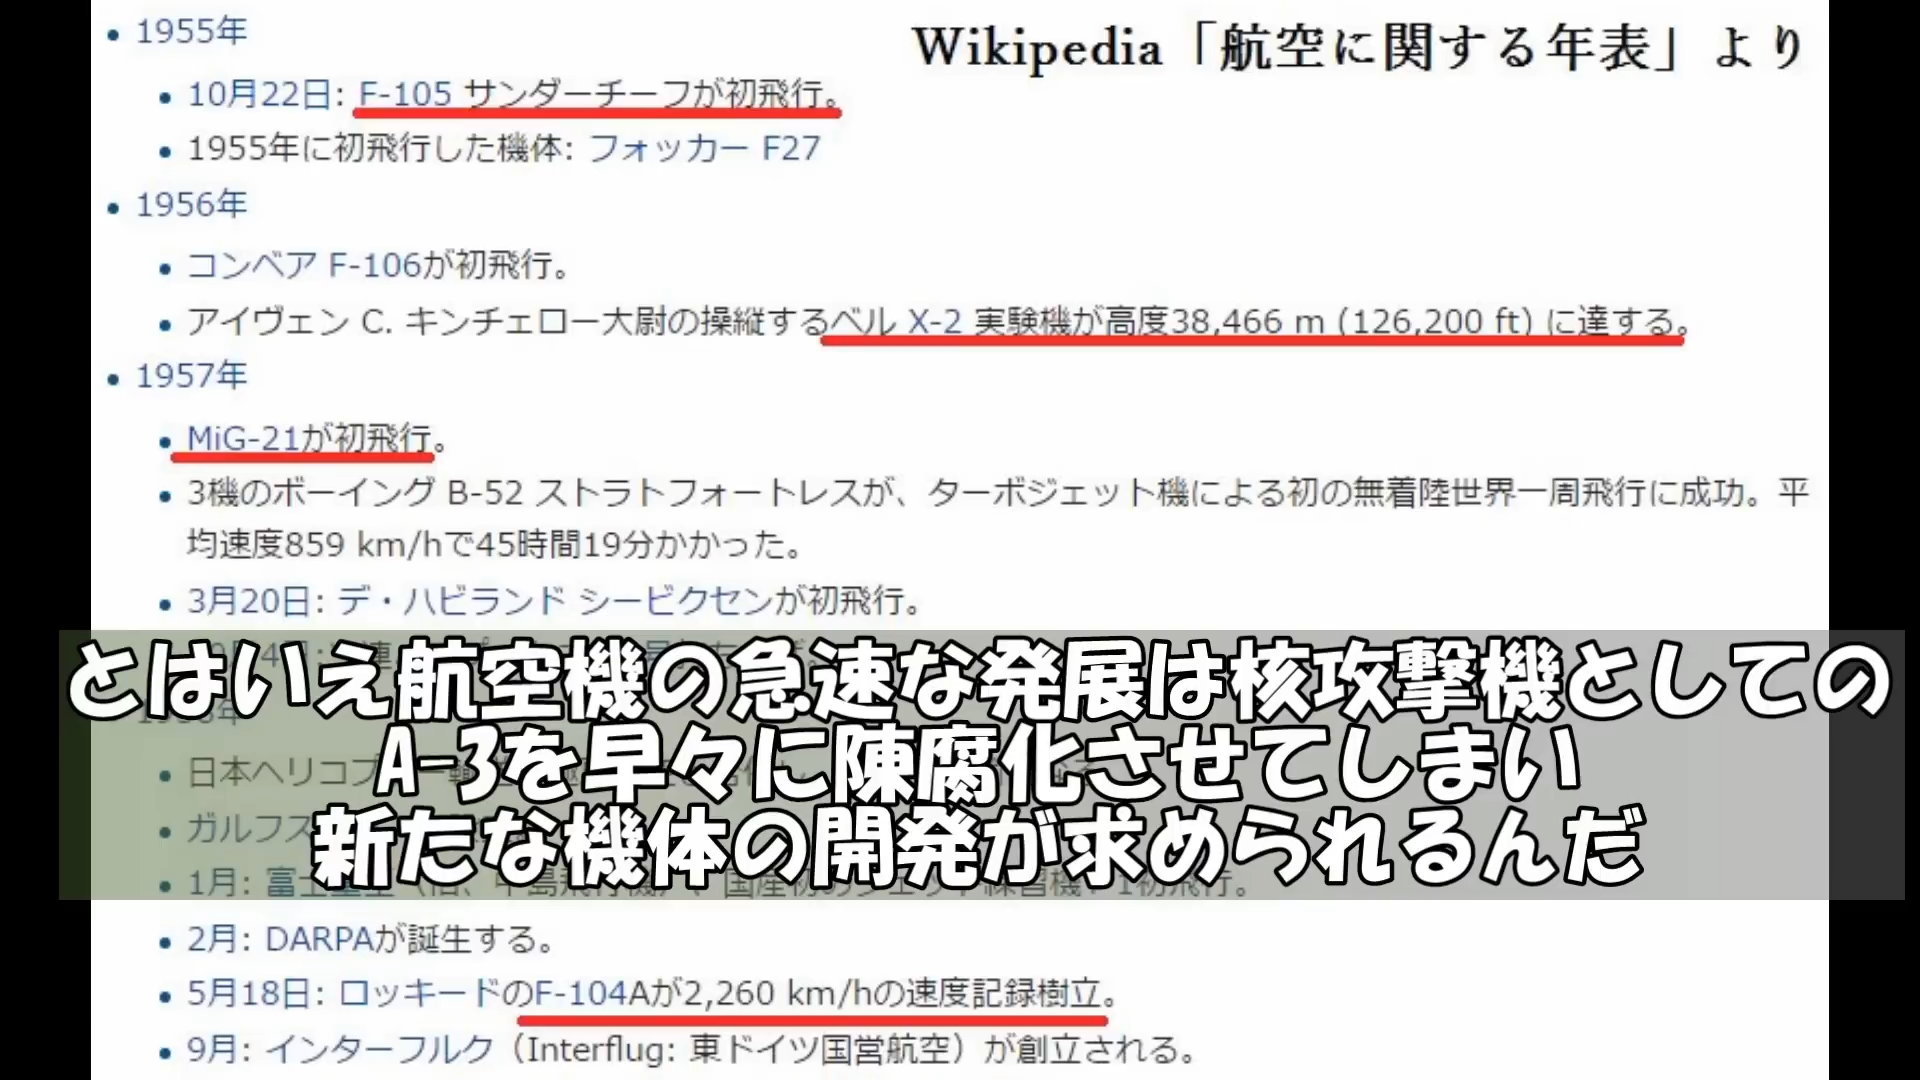 Wikipedia「航空に関する年表」より
1955年
10月22日: F-105 サンダーチーフが初飛行。
1955年に初飛行した機体: フォッカー F27
1956年
コンベア F-106が初飛行。
アイヴェン C. キンチェロー大尉の操縦するベル X-2 実験機が高度38,466 m (126,200 ft) に達する。
1957年
MiG-21が初飛行。
3機のボーイング B-52 ストラトフォートレスが、ターボジェット機による初の無着陸世界一周飛行に成功。平
均速度859 km/hで45時間19分かかった。
3月20日: デ・ハビランド シービクセンが初飛行。
とはいえ航空機の急速な発展は核攻撃機としての
A-3を早々に陳腐化させてしまい
新たな機体の開発が求められるんだ
日本ヘリコプ
ガルフス
1月:
2月: DARPAが誕生する。
5月18日: ロッキードのF-104Aが2,260 km/hの速度記録樹立。
9月: インターフルク（Interflug: 東ドイツ国営航空）が創立される。